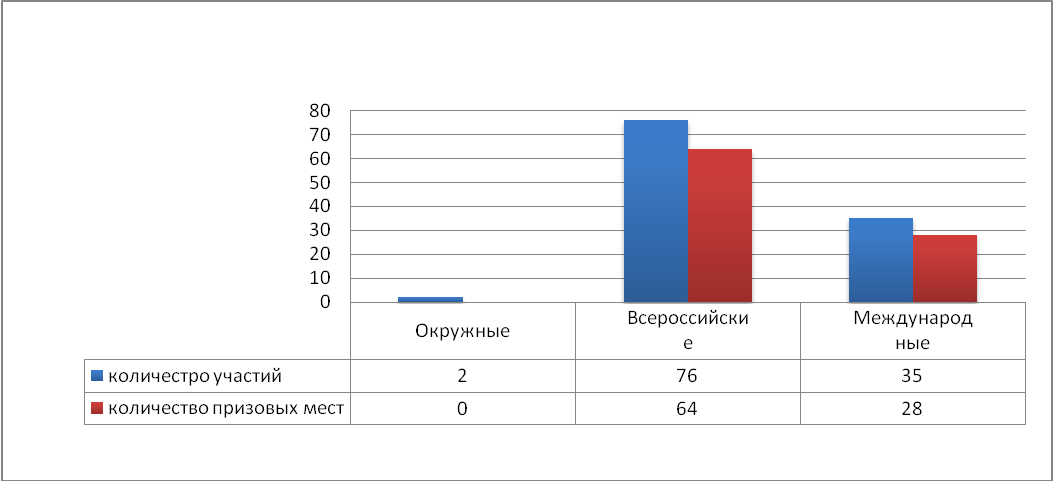 80
70
60
50
40
30
20
10
0
Окружные
Всероссийски
е
Международ
ные
количестро участий 2 76 35
количество призовых мест 0 64 28